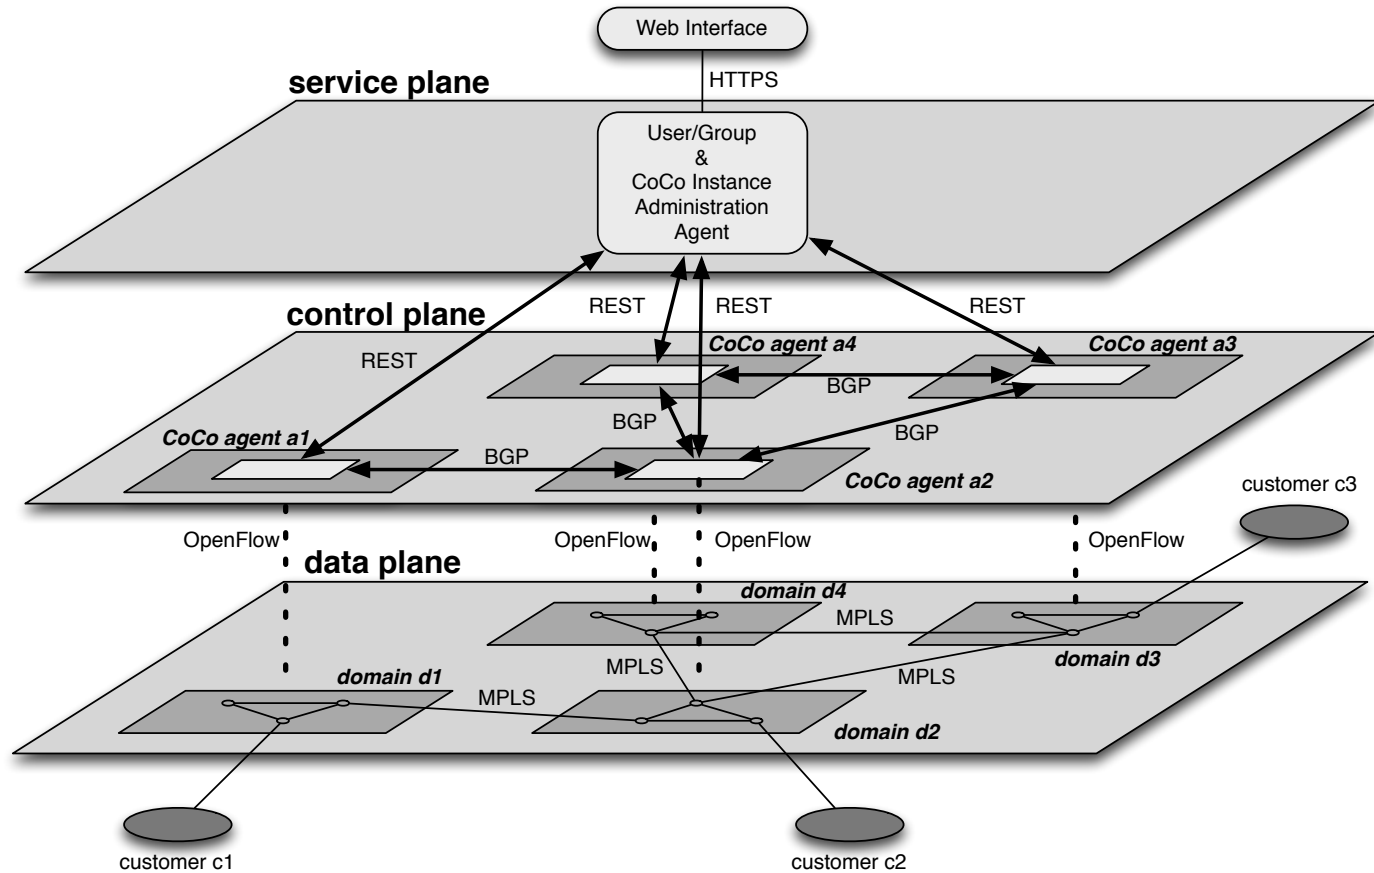 Web Interface
HTTPS
service plane
User/Group
&
CoCo Instance
Administration
Agent
REST
REST
REST
control plane
REST
CoCo agent a4
CoCo agent a3
BGP
BGP
BGP
CoCo agent a1
BGP
CoCo agent a2
customer c3
OpenFlow
OpenFlow
OpenFlow
OpenFlow
data plane
domain d4
MPLS
domain d3
MPLS
MPLS
domain d1
MPLS
domain d2
customer c1
customer c2